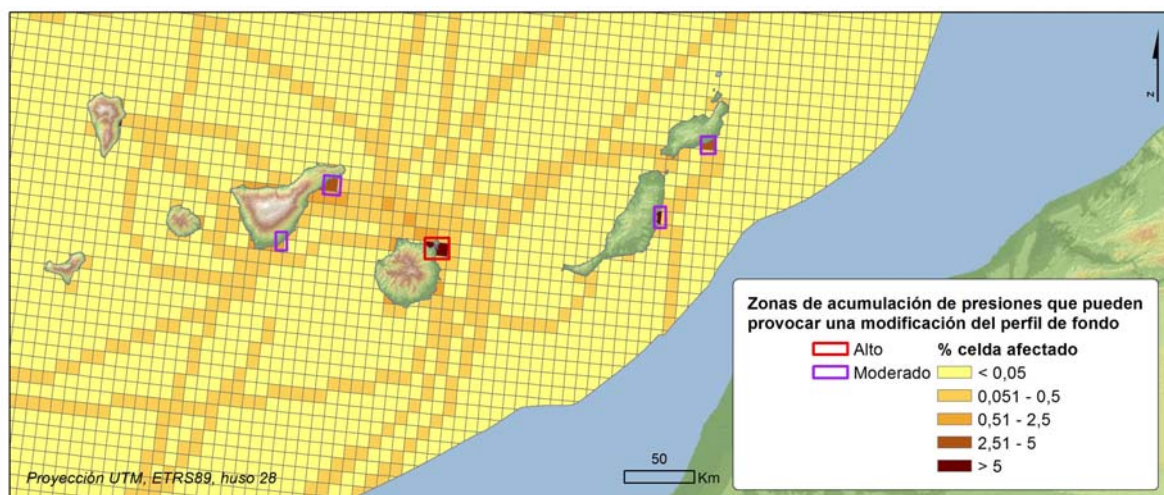 N
Zonas de acumulación de presiones que pueden
provocar una modificación del perfil de fondo
Alto
Moderado
% celda afectado
< 0,05
0,051 - 0,5
0,51 - 2,5
2,51 - 5
> 5
50
Km
Proyección UTM, ETRS89, huso 28